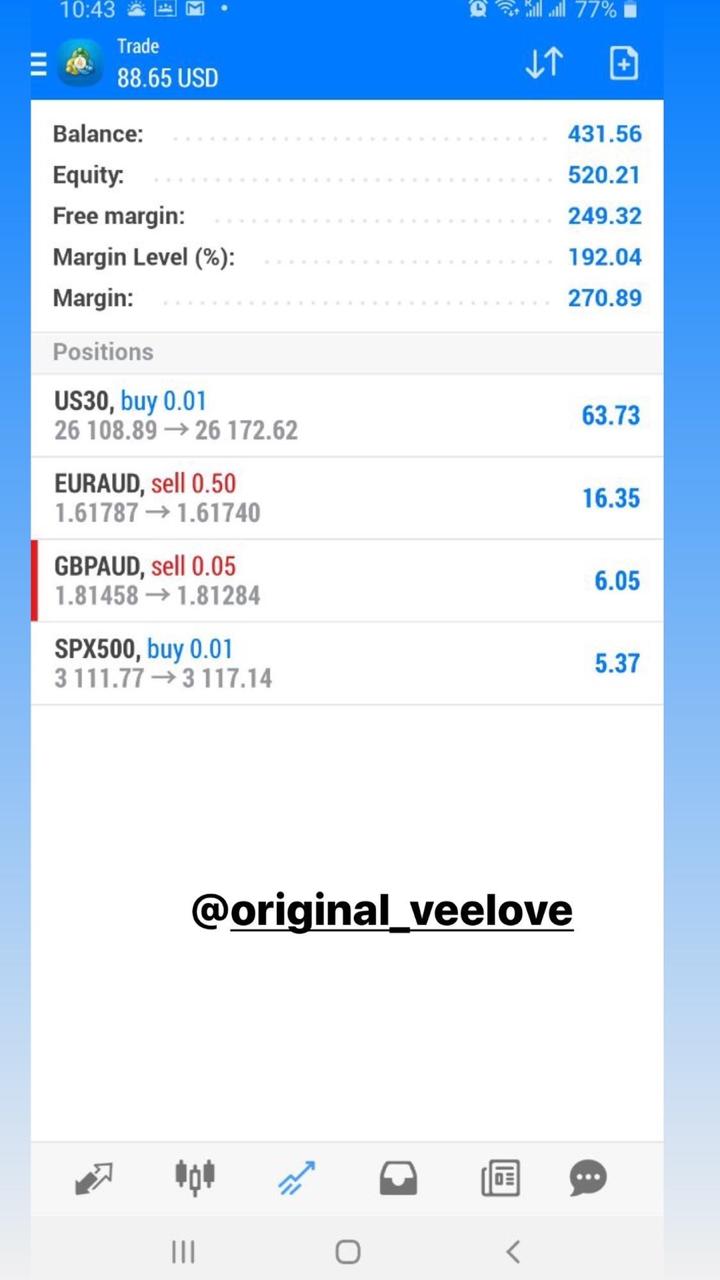 10:43 77%
Trade
88.65 USD
Balance: 431.56
Equity: 520.21
Free margin: 249.32
Margin Level (%): 192.04
Margin: 270.89
Positions
US30, buy 0.01 63.73
26 108.89 → 26 172.62
EURAUD, sell 0.50 16.35
1.61787 → 1.61740
GBPAUD, sell 0.05 6.05
1.81458 → 1.81284
SPX500, buy 0.01 5.37
3 111.77 → 3 117.14
@original_veelove